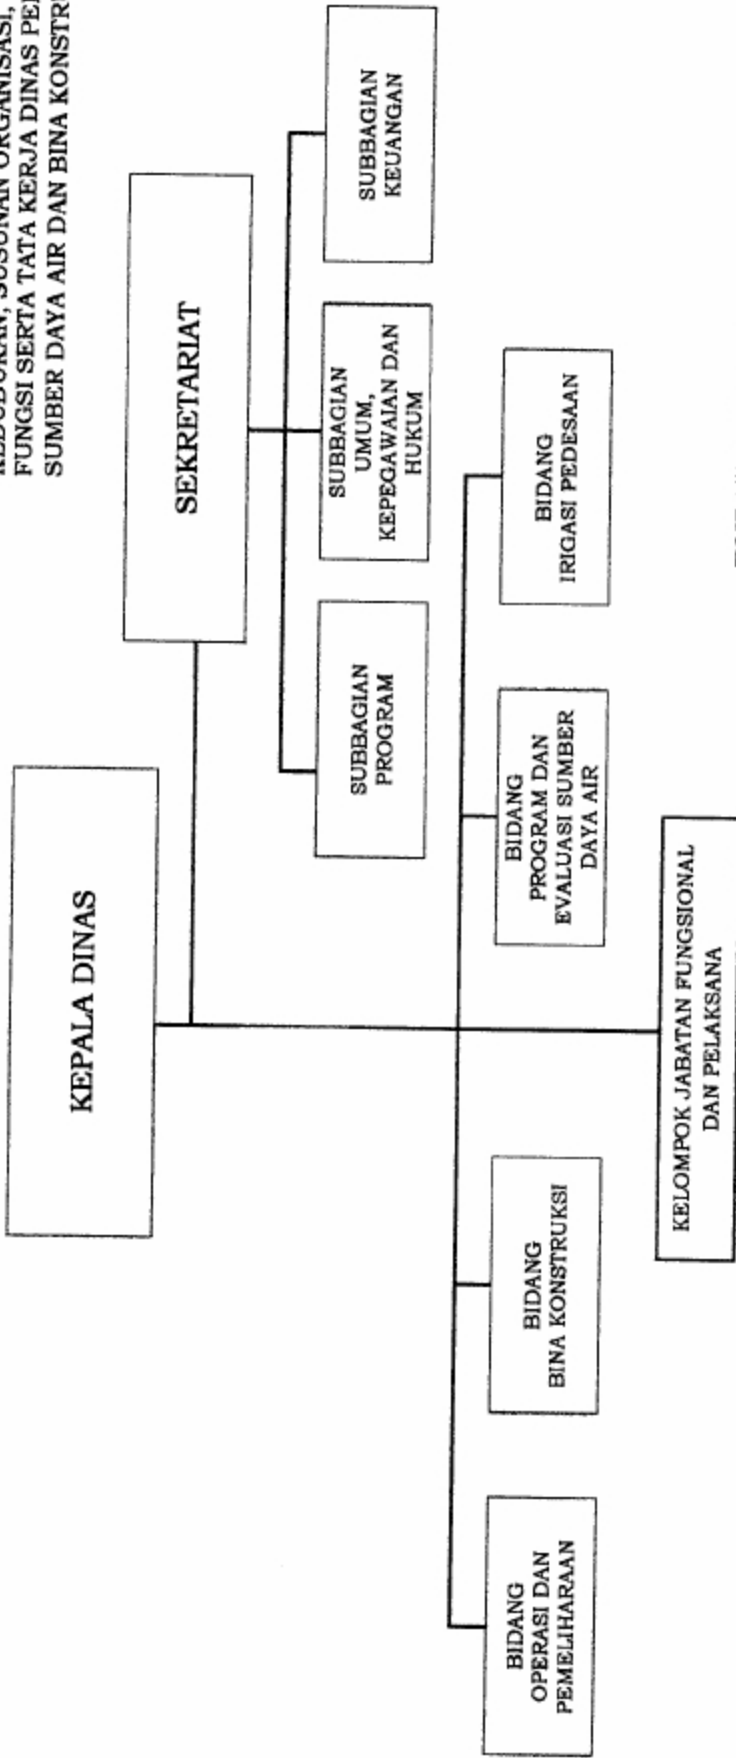 KEDUDUKAN, SUSUNAN ORGANISASI,
FUNGSI SERTA TATA KERJA DINAS
SUMBER DAYA AIR DAN BINA KONSTR
KEPALA DINAS
SEKRETARIAT
SUBBAGIAN
PROGRAM
SUBBAGIAN
UMUM,
KEPEGAWAIAN DAN
HUKUM
SUBBAGIAN
KEUANGAN
BIDANG
OPERASI DAN
PEMELIHARAAN
BIDANG
BINA KONSTRUKSI
BIDANG
PROGRAM DAN
EVALUASI SUMBER
DAYA AIR
BIDANG
IRIGASI PEDESAAN
KELOMPOK JABATAN FUNGSIONAL
DAN PELAKSANA